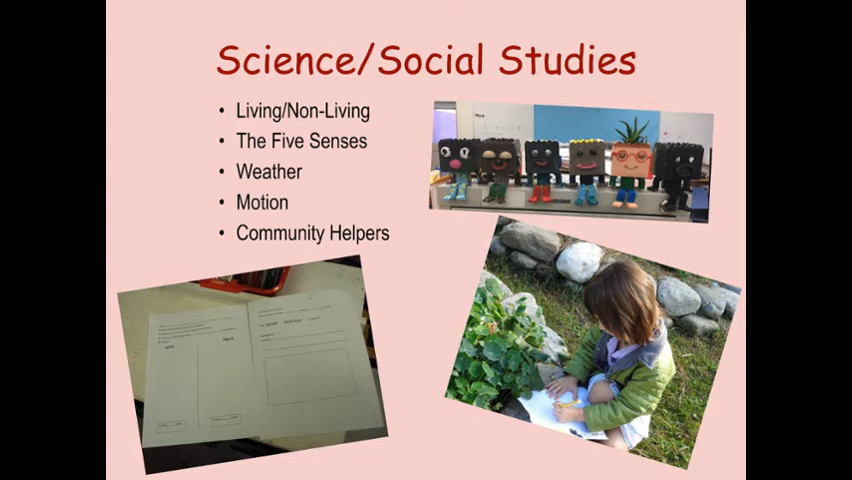 Science/Social Studies
• Living/Non-Living
• The Five Senses
• Weather
• Motion
• Community Helpers